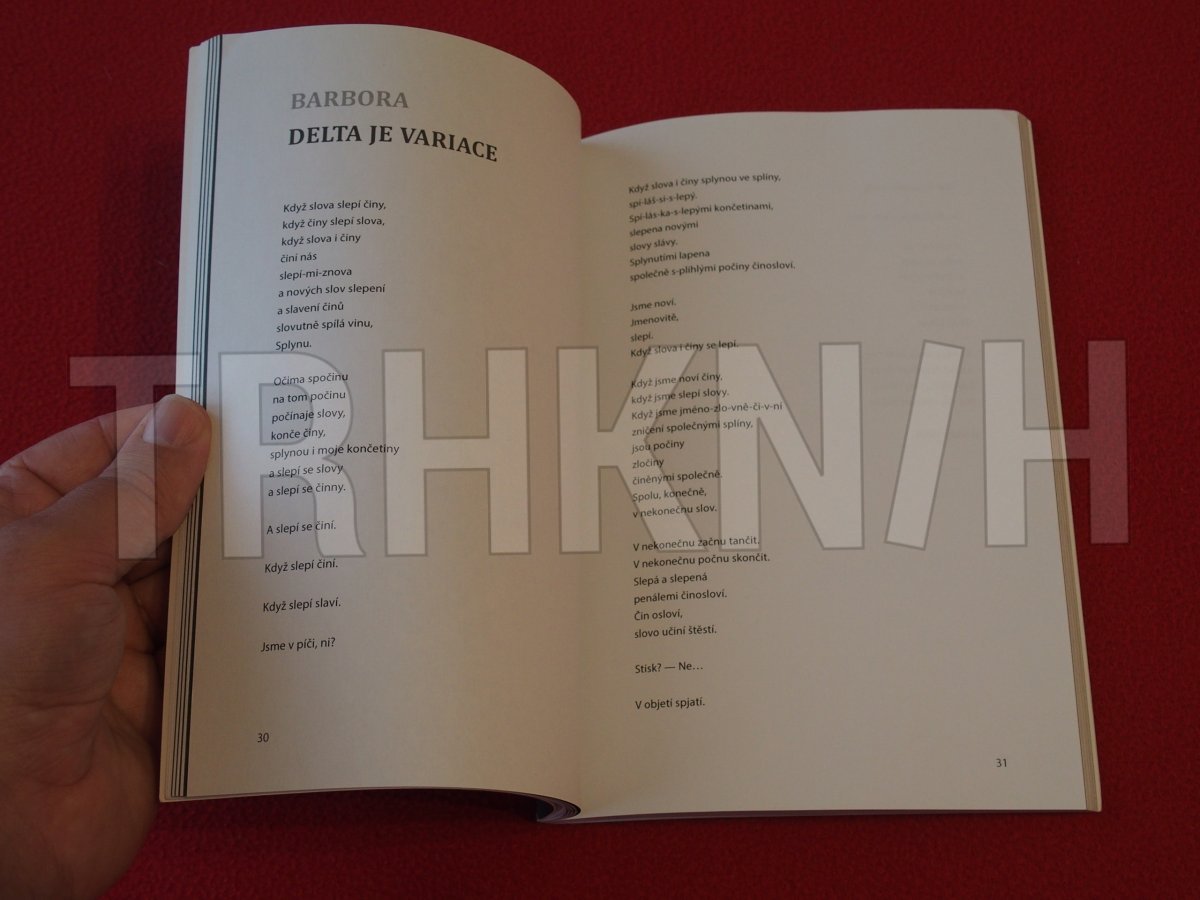 BARBORA
DELTA JE VARIACE
Když slova slepí činy,
když činy slepí slova,
když slova i činy
činí nás
slepí-mi-znova
a nových slov slepení
a slavení činů
slovutně spílá vinu,
Splynu.
Očima spočinu
na tom počinu
počínaje slovy,
konče činy,
splynou i moje končetiny
a slepí se slovy
a slepí se činny.
A slepí se činí.
Když slepí činí.
Když slepí slaví.
Jsme v píči, ni?
30
Když slova i činy splynou ve splíny,
spí-láš-si-s-lepý.
Spí-lás-ka-s-lepými končetinami,
slepena novými
slovy slávy.
Splynutími lapena
společně s-plihlými počiny činosloví.
Jsme noví.
Jmenovitě,
slepí.
Když slova i činy se lepí.
Když jsme noví činy,
když jsme slepí slovy.
Když jsme jméno-zlo-vně-či-v-ní
zničení společnými splíny,
jsou počiny
zločiny
činěnými společně.
Spolu, konečně,
v nekonečnu slov.
V nekonečnu začnu tančit.
V nekonečnu počnu skončit.
Slepá a slepená
penálemi činosloví.
Čin osloví,
slovo učiní štěstí.
Stisk? — Ne…
V objetí spjatí.
31
TRHKNIH